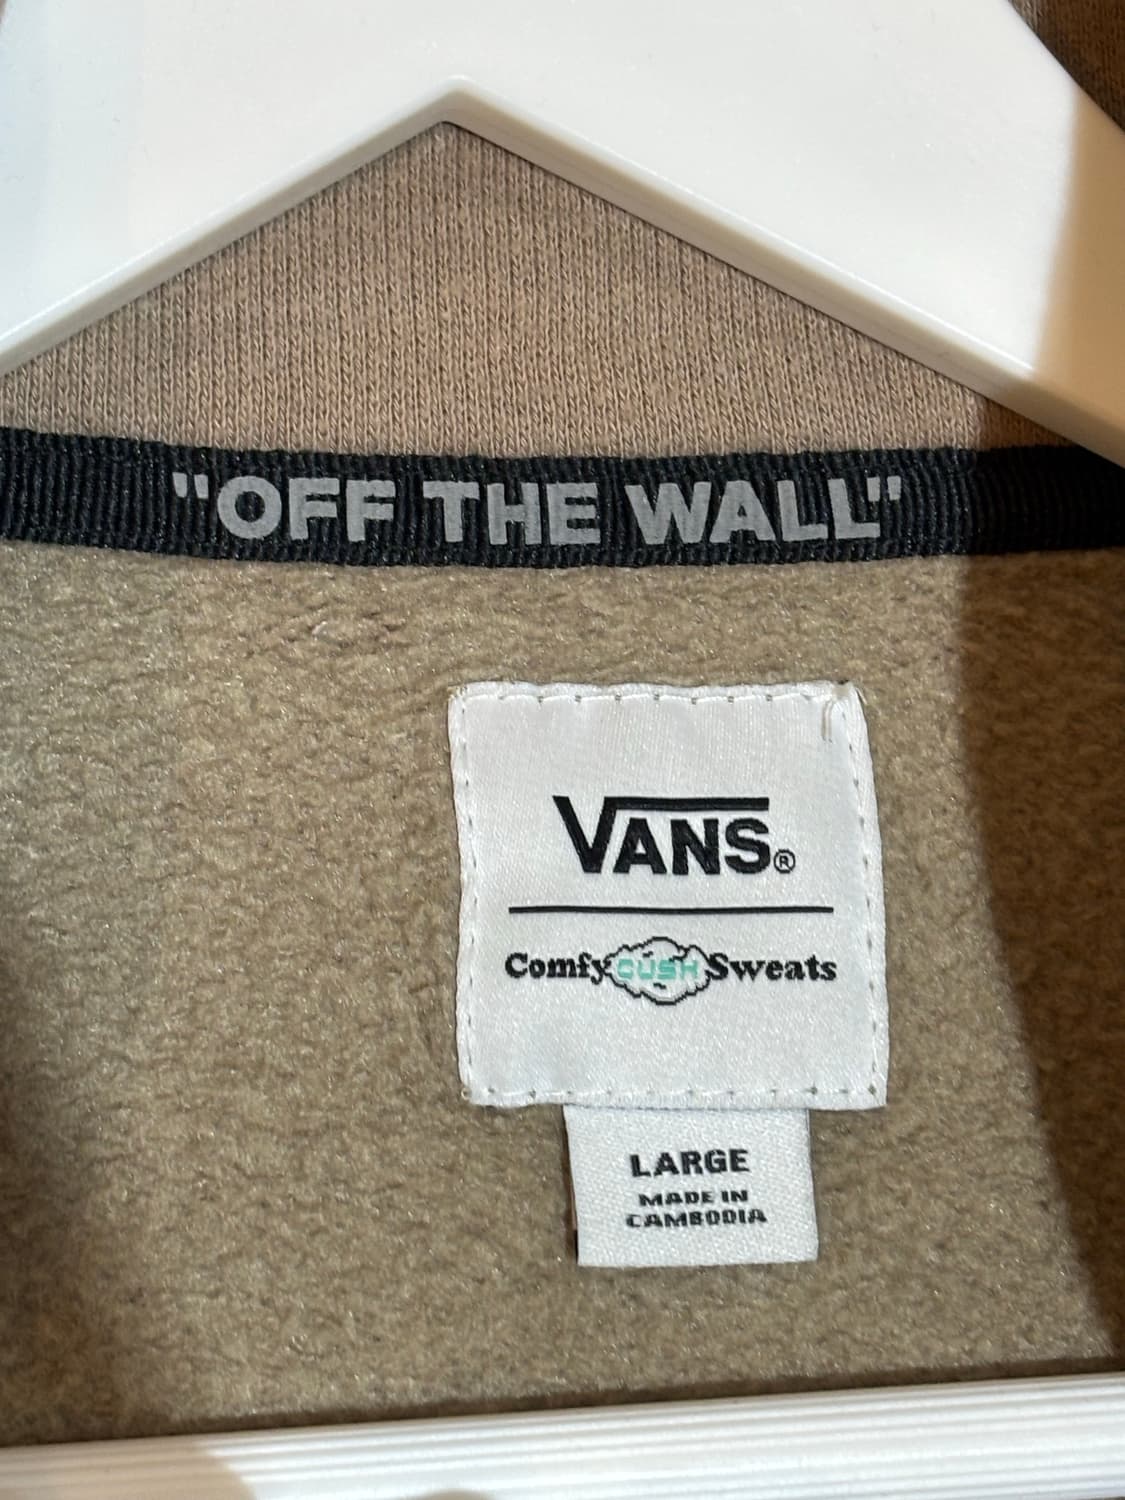 "OFF THE WALL"
VANS®
Comfy CUSH Sweats
LARGE
MADE IN
CAMBODIA